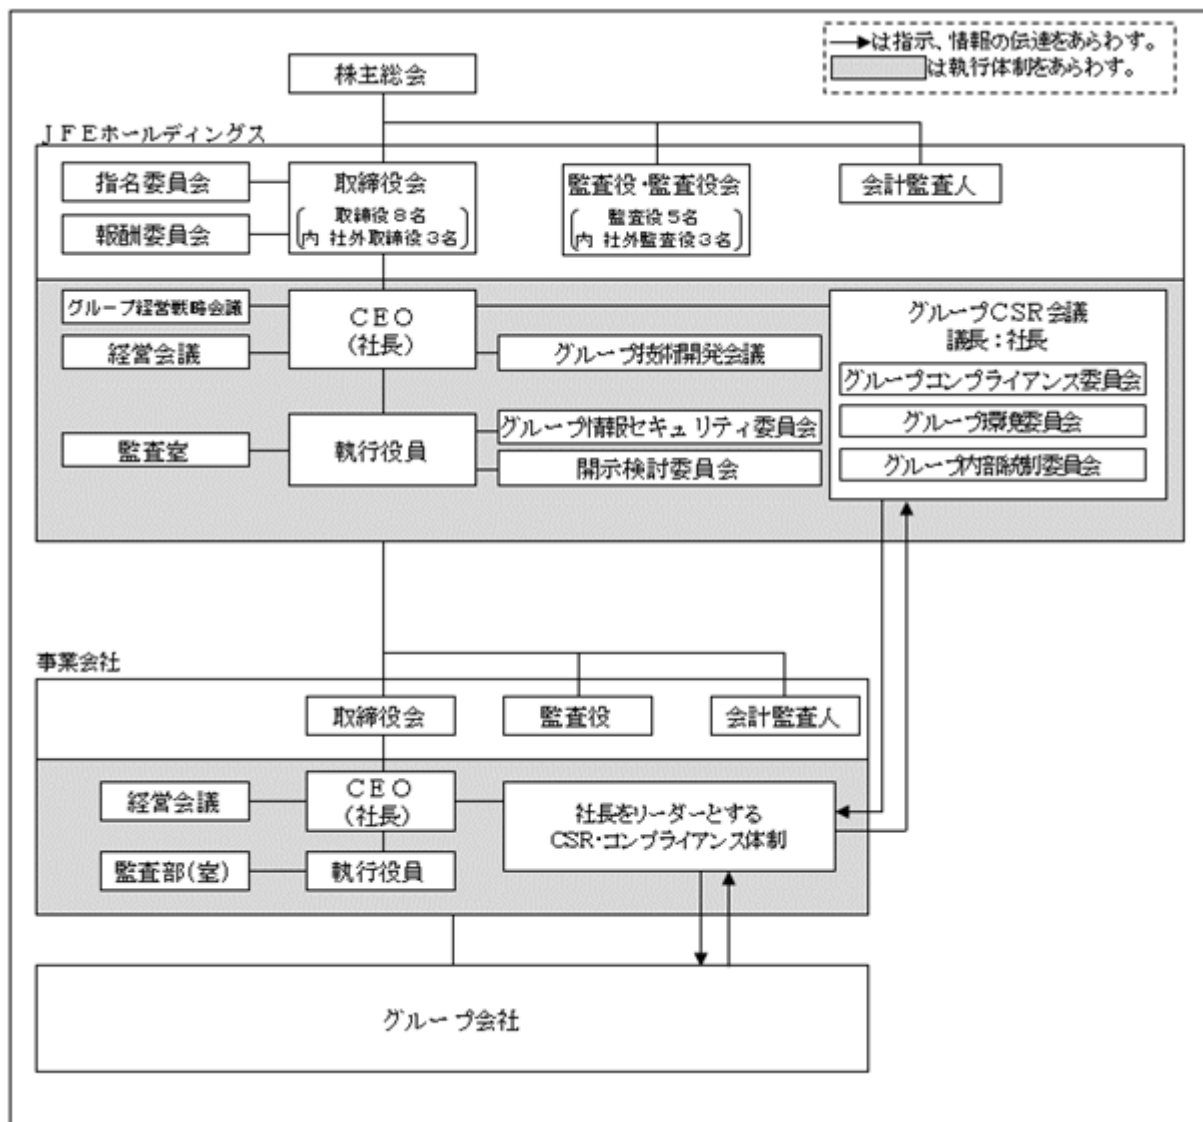 →は指示、情報の伝達をあらわす。
は執行体制をあらわす。
株主総会
ＪＦＥホールディングス
指名委員会
報酬委員会
取締役会
取締役８名
内 社外取締役３名
監査役・監査役会
監査役５名
内 社外監査役３名
会計監査人
グループ経営戦略会議
経営会議
ＣＥＯ
（社長）
グループ技術開発会議
グループCSR会議
議長：社長
グループコンプライアンス委員会
グループ環境委員会
グループ内部統制委員会
監査室
執行役員
グループ情報セキュリティ委員会
開示検討委員会
事業会社
取締役会
監査役
会計監査人
経営会議
ＣＥＯ
（社長）
社長をリーダーとする
CSR・コンプライアンス体制
監査部（室）
執行役員
グループ会社